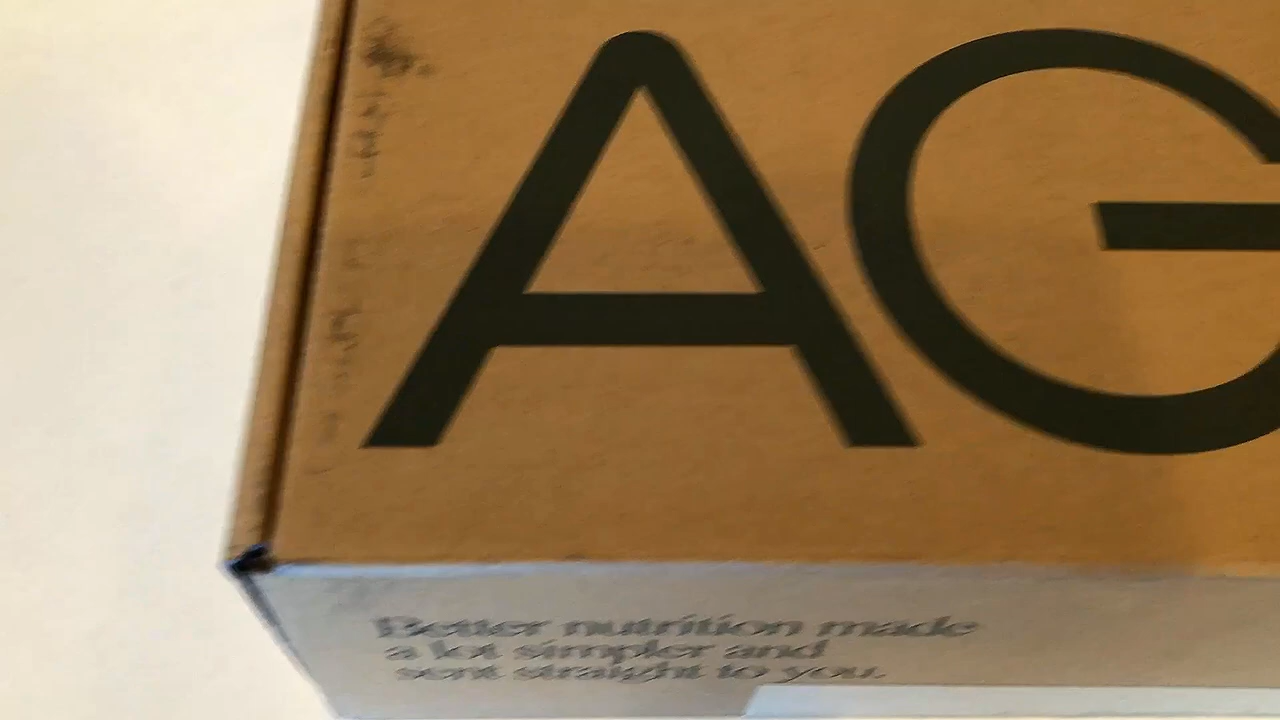 AG
Better nutrition made
a lot simpler and
sent straight to you.